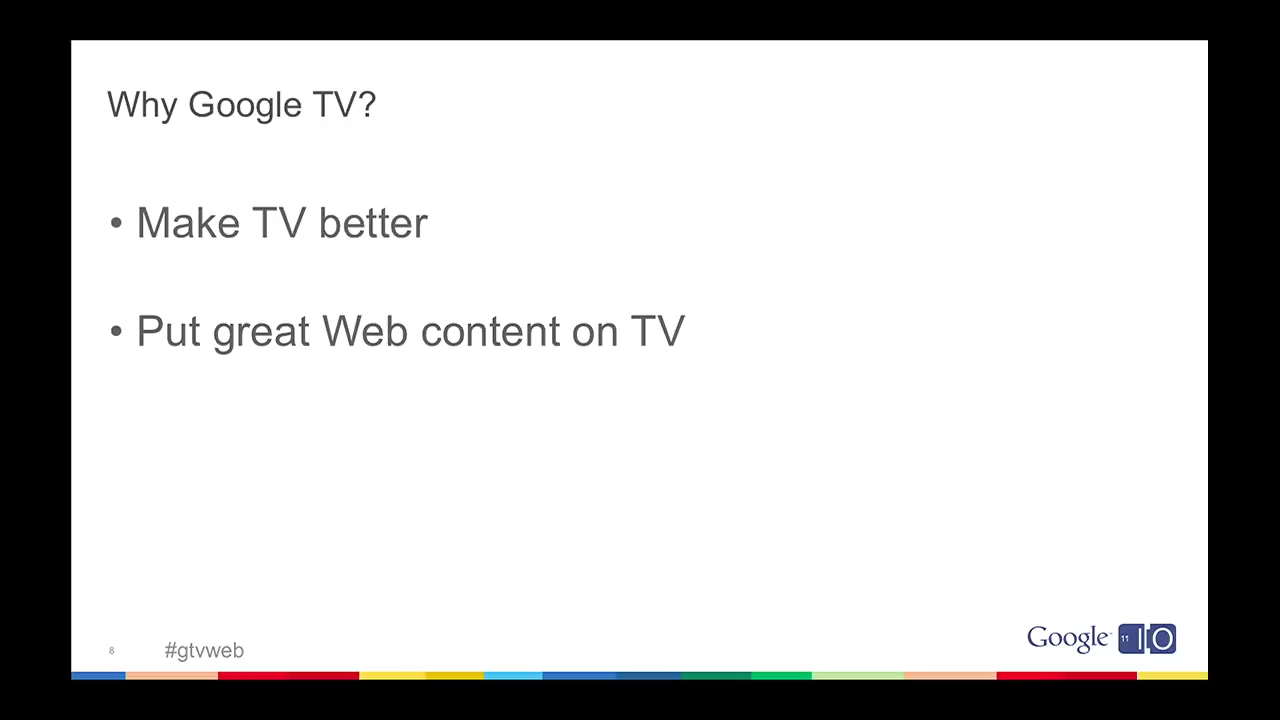 Why Google TV?
• Make TV better
• Put great Web content on TV
8 #gtvweb
Google 11 IO